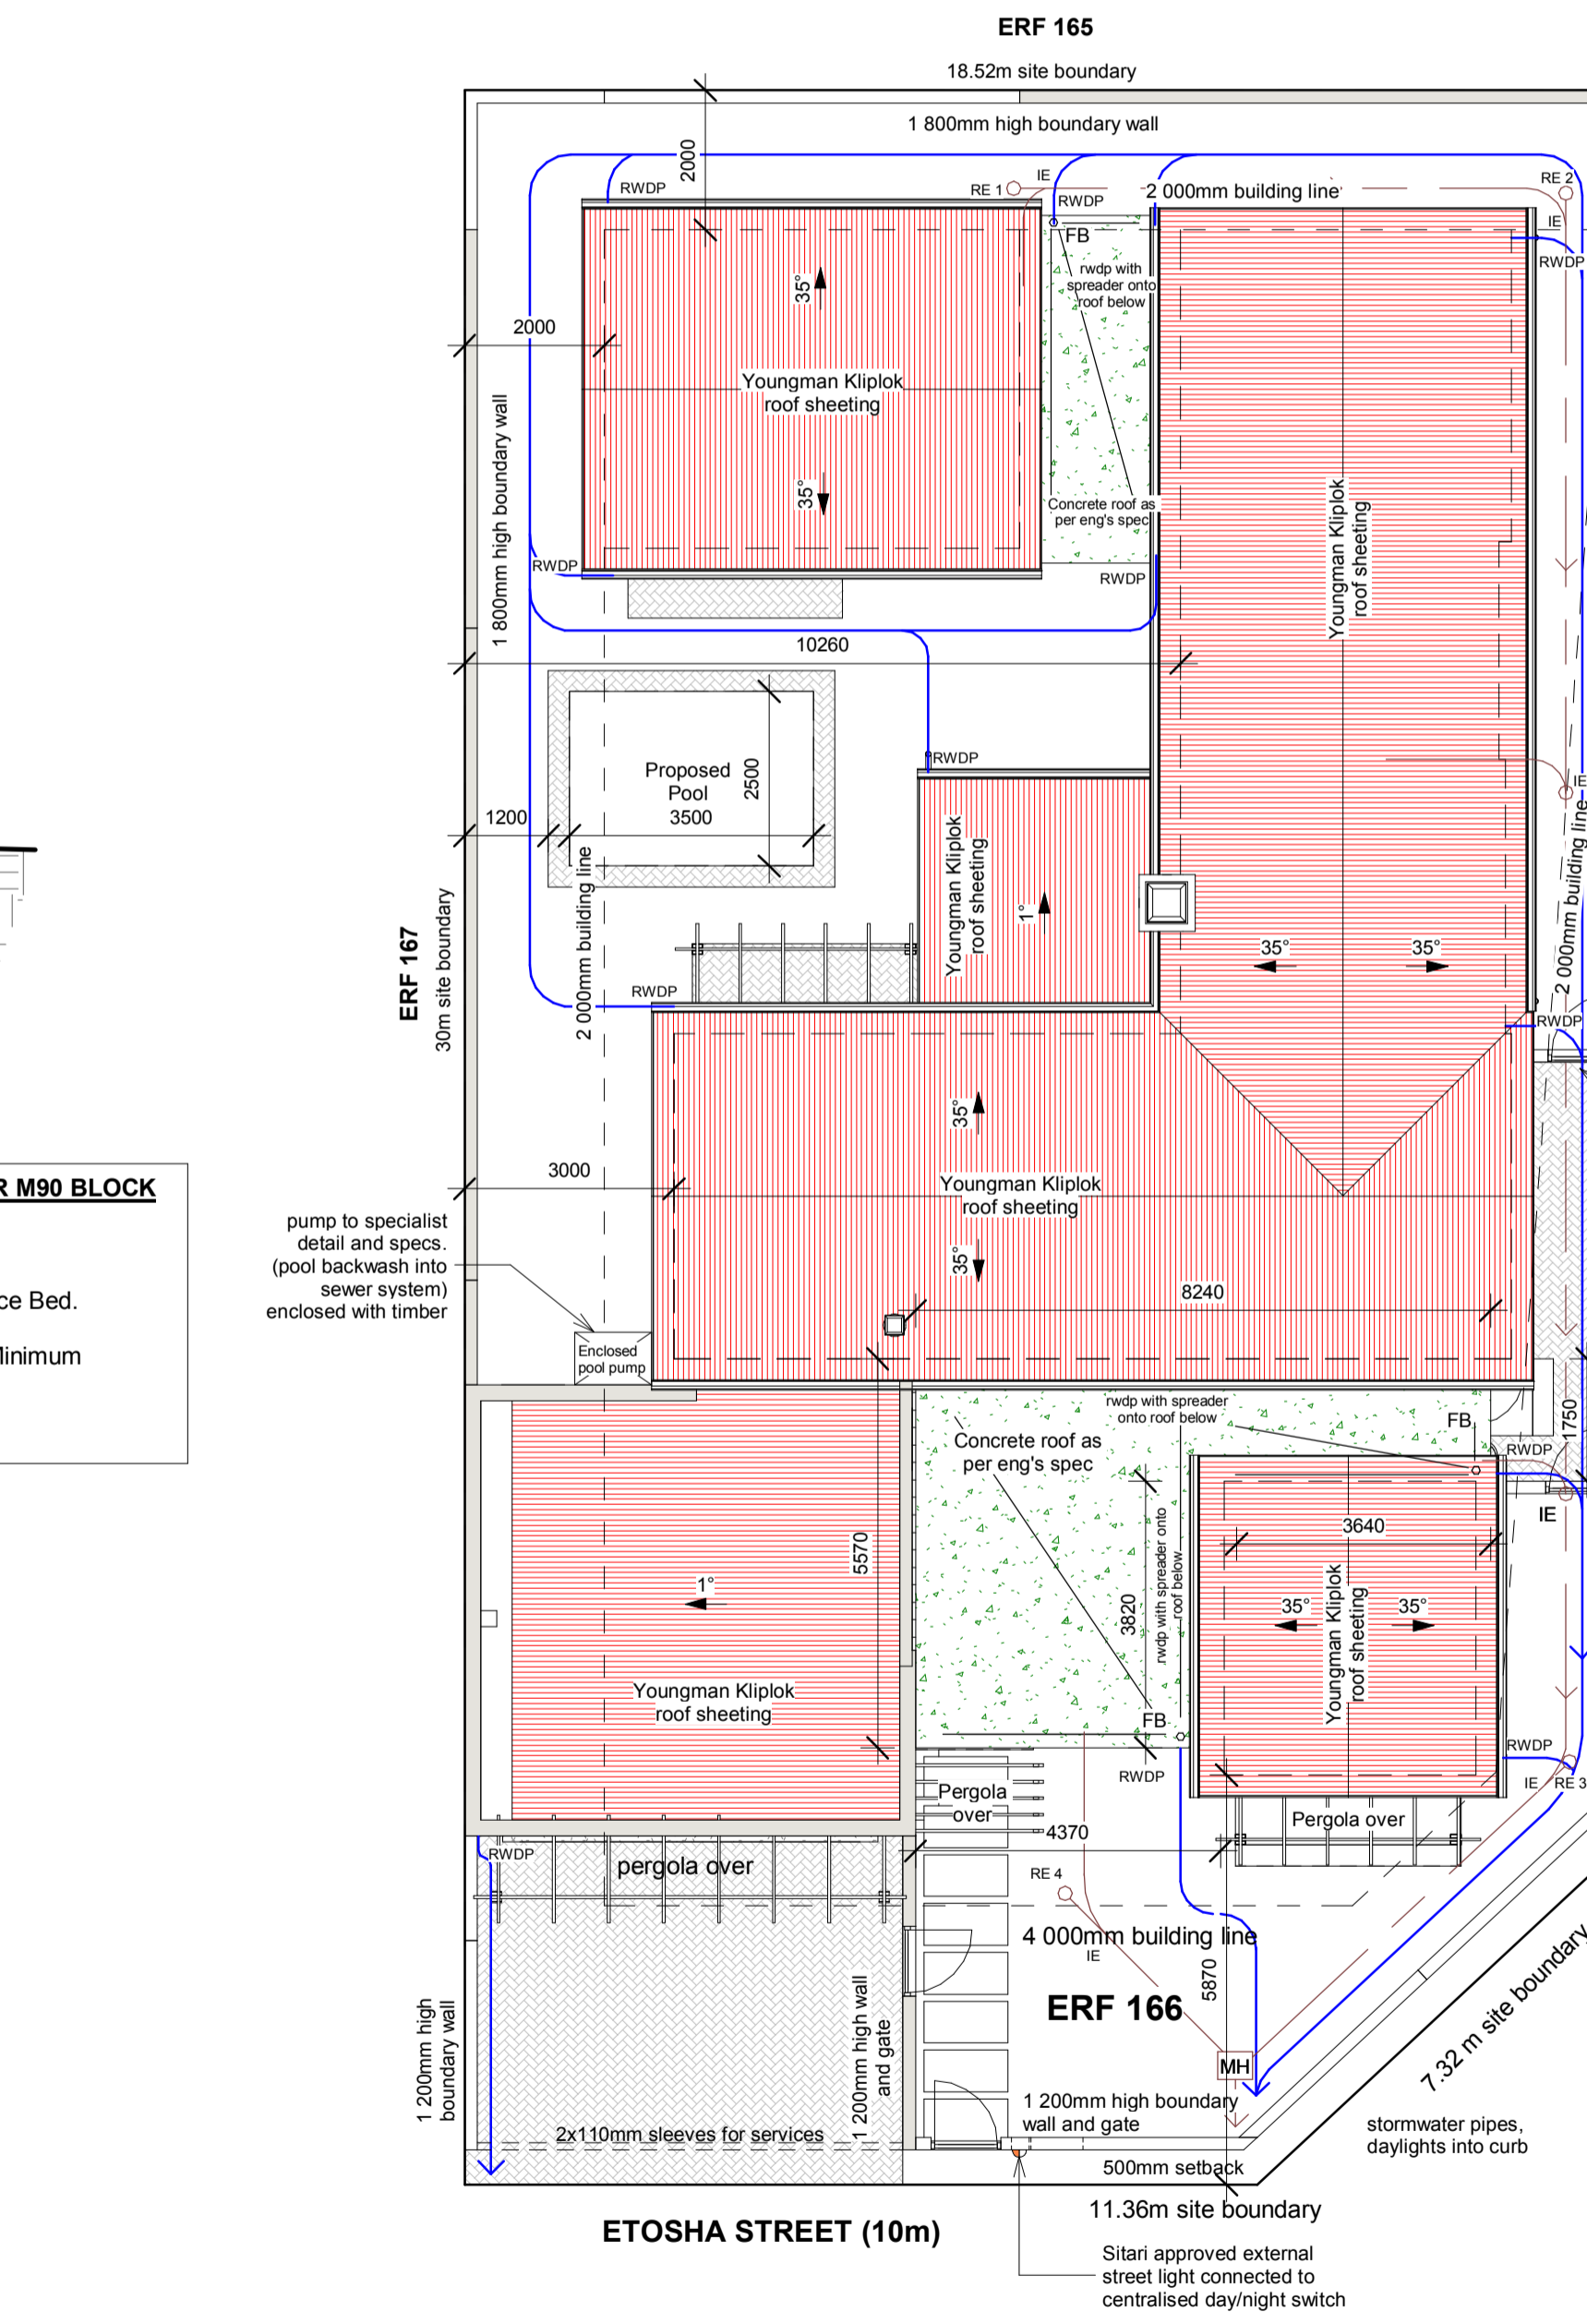 ERF 165
18.52m site boundary
1 800mm high boundary wall
2000
RWDP
RE 1
IE
RWDP
2 000mm building line
RE 2
IE
FB
RWDP
rwdp with
spreader onto
roof below
35°
2000
Youngman Kliplok
roof sheeting
35°
Concrete roof as
per eng's spec
Youngman Kliplok
roof sheeting
1 800mm high boundary wall
RWDP
RWDP
10260
RWDP
Proposed
Pool
3500
2500
IE
1200
2 000mm building line
Youngman Kliplok
roof sheeting
1°
35°
35°
2 000mm building line
ERF 167
30m site boundary
RWDP
RWDP
35°
3000
Youngman Kliplok
roof sheeting
R M90 BLOCK
ce Bed.
inimum
pump to specialist
detail and specs.
(pool backwash into
sewer system)
enclosed with timber
35°
8240
Enclosed
pool pump
rwdp with spreader
onto roof below
FB
1750
Concrete roof as
per eng's spec
RWDP
IE
3640
5570
3820
rwdp with spreader onto
roof below
1°
35°
35°
Youngman Kliplok
roof sheeting
Youngman Kliplok
roof sheeting
FB
RWDP
RWDP
IE
RE 3
Pergola
over
4370
Pergola over
RWDP
pergola over
RE 4
4 000mm building line
IE
5870
ERF 166
1 200mm high
boundary wall
1 200mm high wall
and gate
MH
7.32 m site boundary
1 200mm high boundary
wall and gate
2x110mm sleeves for services
stormwater pipes,
daylights into curb
500mm setback
11.36m site boundary
ETOSHA STREET (10m)
Sitari approved external
street light connected to
centralised day/night switch